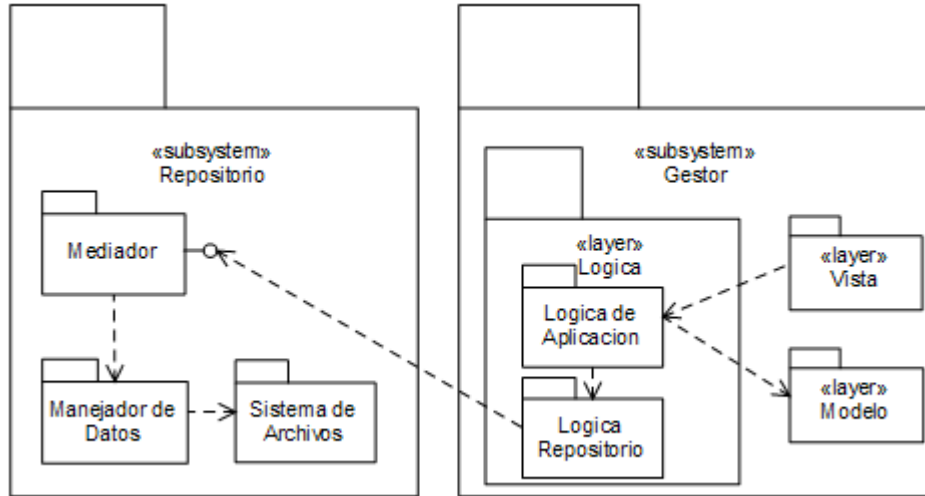 «subsystem»
Repositorio
Mediador
Manejador de
Datos
Sistema de
Archivos
«subsystem»
Gestor
«layer»
Logica
Logica de
Aplicacion
Logica
Repositorio
«layer»
Vista
«layer»
Modelo